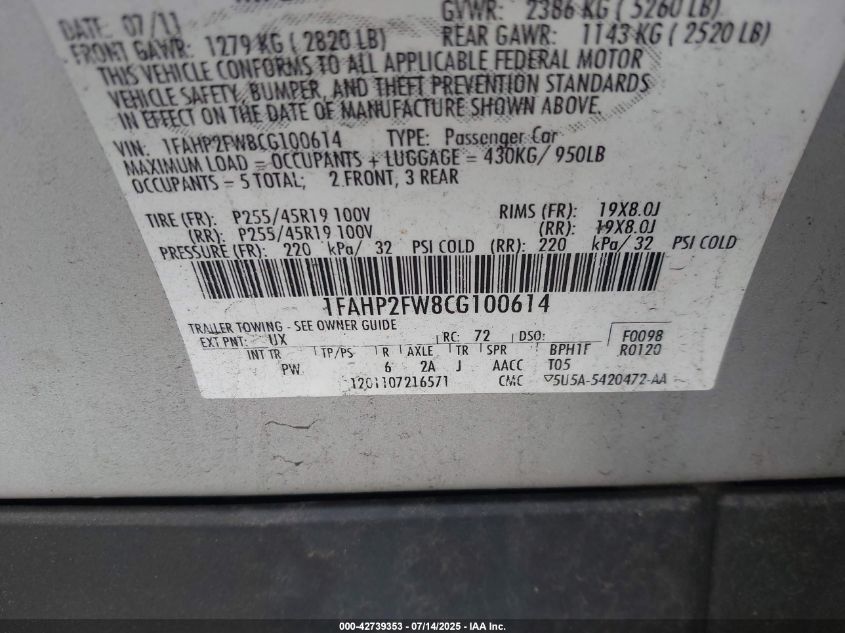 GVWR: 2386 KG ( 5260 LB)
DATE: 07/11
FRONT GAWR: 1279 KG ( 2820 LB) REAR GAWR: 1143 KG ( 2520 LB)
THIS VEHICLE CONFORMS TO ALL APPLICABLE FEDERAL MOTOR
VEHICLE SAFETY, BUMPER, AND THEFT PREVENTION STANDARDS
IN EFFECT ON THE DATE OF MANUFACTURE SHOWN ABOVE.
VIN: 1FAHP2FW8CG100614 TYPE: Passenger Car
MAXIMUM LOAD = OCCUPANTS + LUGGAGE = 430KG/ 950LB
OCCUPANTS = 5 TOTAL; 2 FRONT, 3 REAR
TIRE (FR): P255/45R19 100V RIMS (FR): 19X8.0J
(RR): P255/45R19 100V (RR): 19X8.0J
PRESSURE (FR): 220 kPa/ 32 PSI COLD (RR): 220 kPa/ 32 PSI COLD
1FAHP2FW8CG100614
TRAILER TOWING - SEE OWNER GUIDE
EXT PNT: UX RC: 72 DSO: F0098
INT TR TP/PS R AXLE TR SPR BPH1F R0120
PW 6 2A J AACC T05
1201107216571 CMC ▽5U5A-5420472-AA
000-42739353 - 07/14/2025 - IAA Inc.